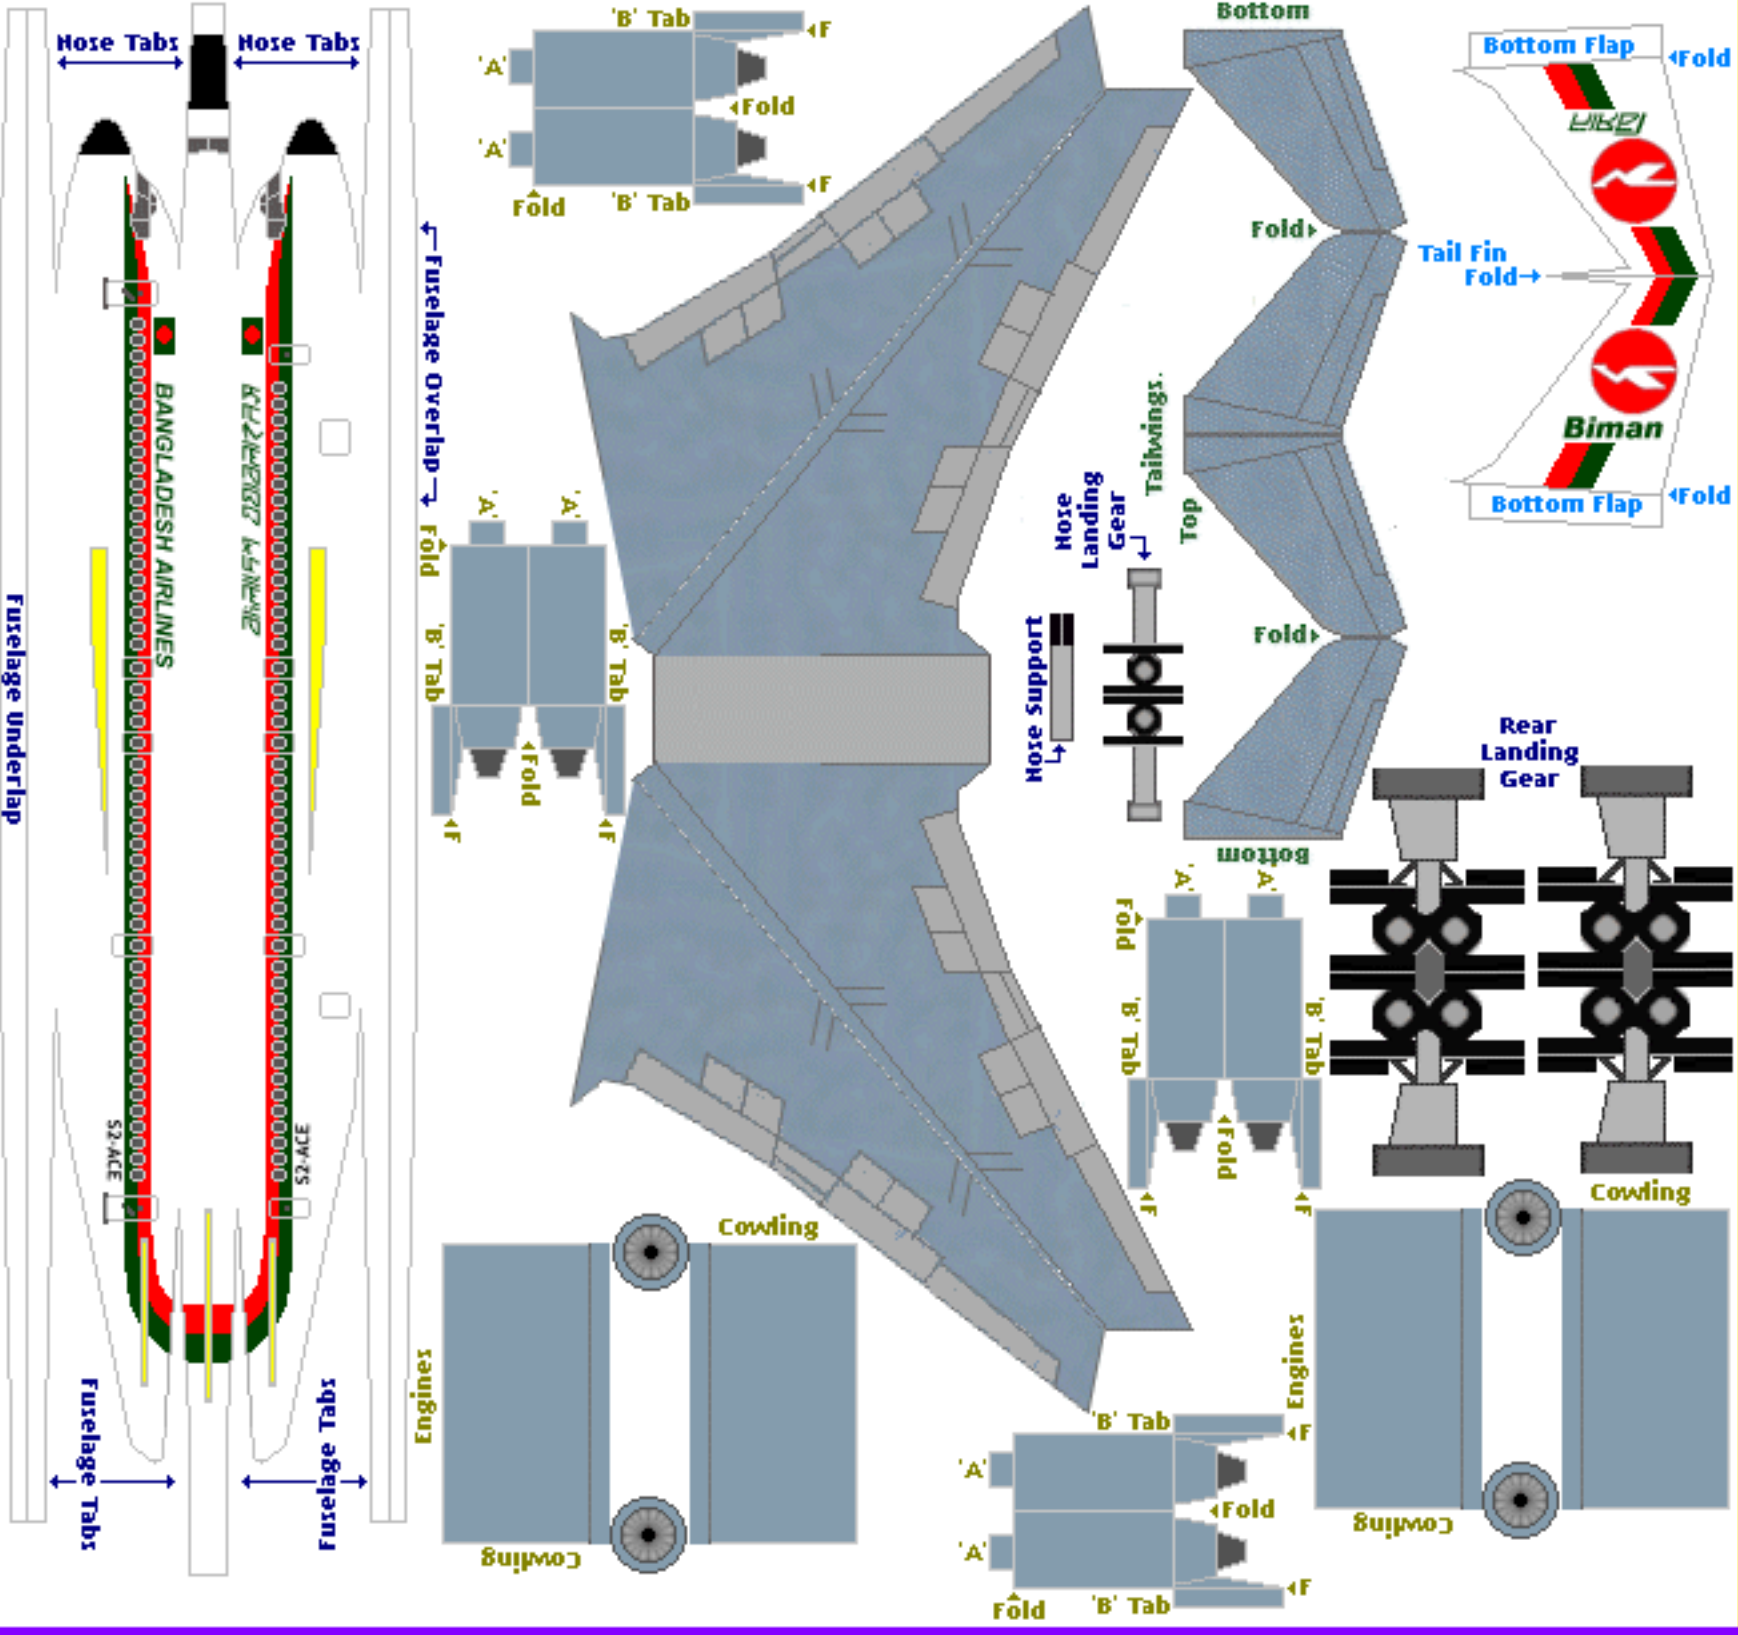 Nose Tabs
Nose Tabs
Fuselage Underlap
BANGLADESH AIRLINES
S2-ACE
S2-ACE
Fuselage Tabs
Fuselage Tabs
Fuselage Overlap
'B' Tab
F
'A'
Fold
'A'
F
Fold
'B' Tab
'A'
'A'
Fold
'B' Tab
'B' Tab
Fold
F
F
Bottom
Fold
Tailwings.
Top
Fold
Bottom
Bottom Flap
Fold
Tail Fin
Fold
Biman
Bottom Flap
Fold
Nose
Landing
Gear
Nose Support
Rear
Landing
Gear
'A'
'A'
Fold
'B' Tab
'B' Tab
Fold
F
F
Cowling
Engines
Cowling
Cowling
Engines
Cowling
'B' Tab
F
'A'
Fold
'A'
F
Fold
'B' Tab